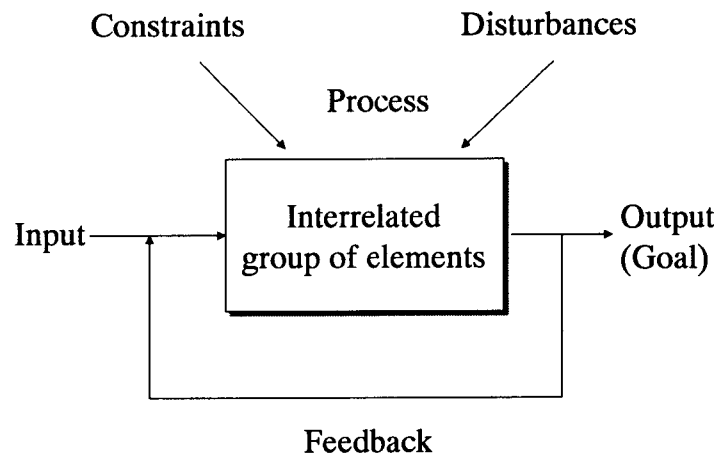 Constraints
Disturbances
Process
Input
Interrelated
group of elements
Output
(Goal)
Feedback